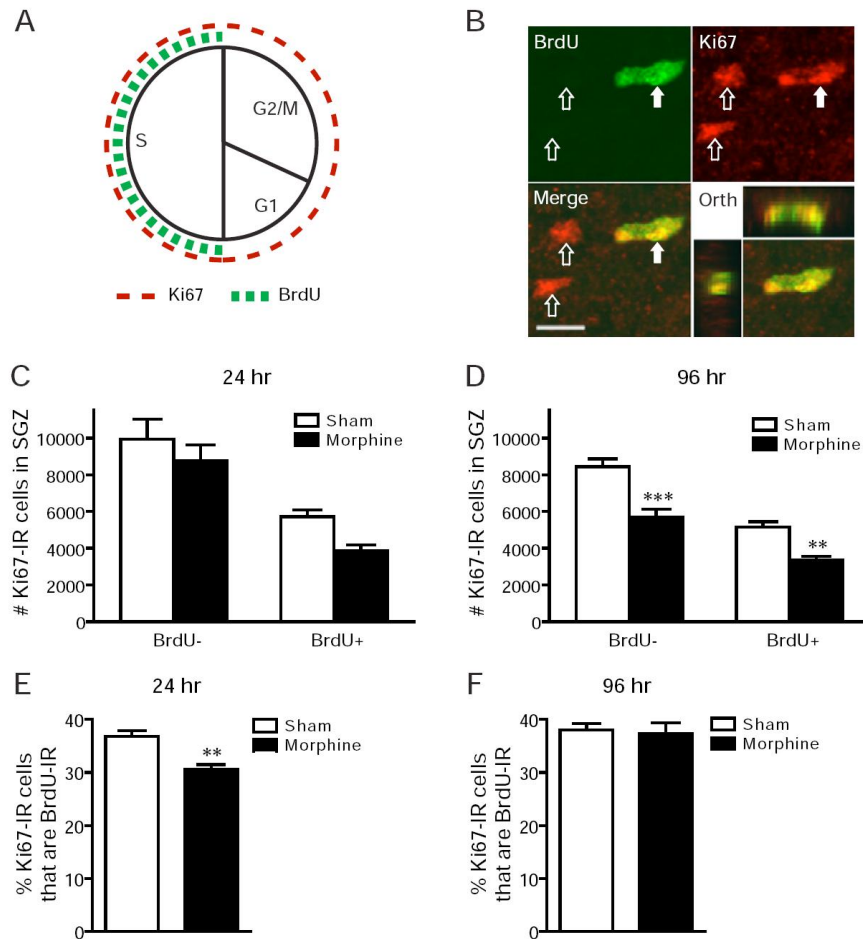 A
G2/M
S
G1
Ki67 BrdU
B
BrdU Ki67
Merge Orth
C 24 hr
# Ki67-IR cells in SGZ
10000
8000
6000
4000
2000
0
Sham
Morphine
BrdU- BrdU+
D 96 hr
# Ki67-IR cells in SGZ
10000
8000
6000
4000
2000
0
Sham
Morphine
***
**
BrdU- BrdU+
E 24 hr
% Ki67-IR cells
that are BrdU-IR
40
30
20
10
0
Sham
Morphine
**
F 96 hr
% Ki67-IR cells
that are BrdU-IR
40
30
20
10
0
Sham
Morphine